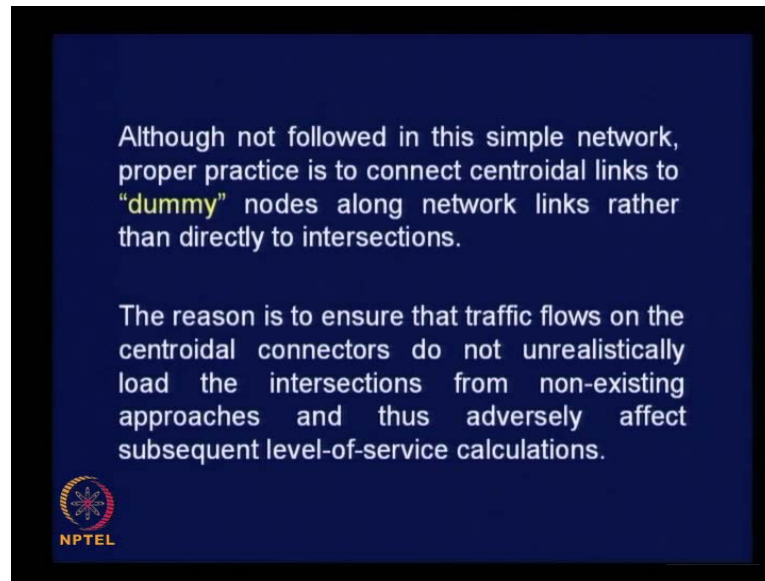 Although not followed in this simple network,
proper practice is to connect centroidal links to
“dummy” nodes along network links rather
than directly to intersections.
The reason is to ensure that traffic flows on the
centroidal connectors do not unrealistically
load the intersections from non-existing
approaches and thus adversely affect
subsequent level-of-service calculations.
NPTEL